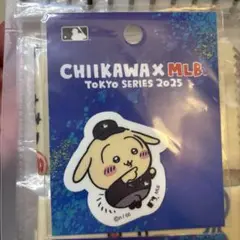 CHIIKAWA X MLB
TOKYO SERIES 2025